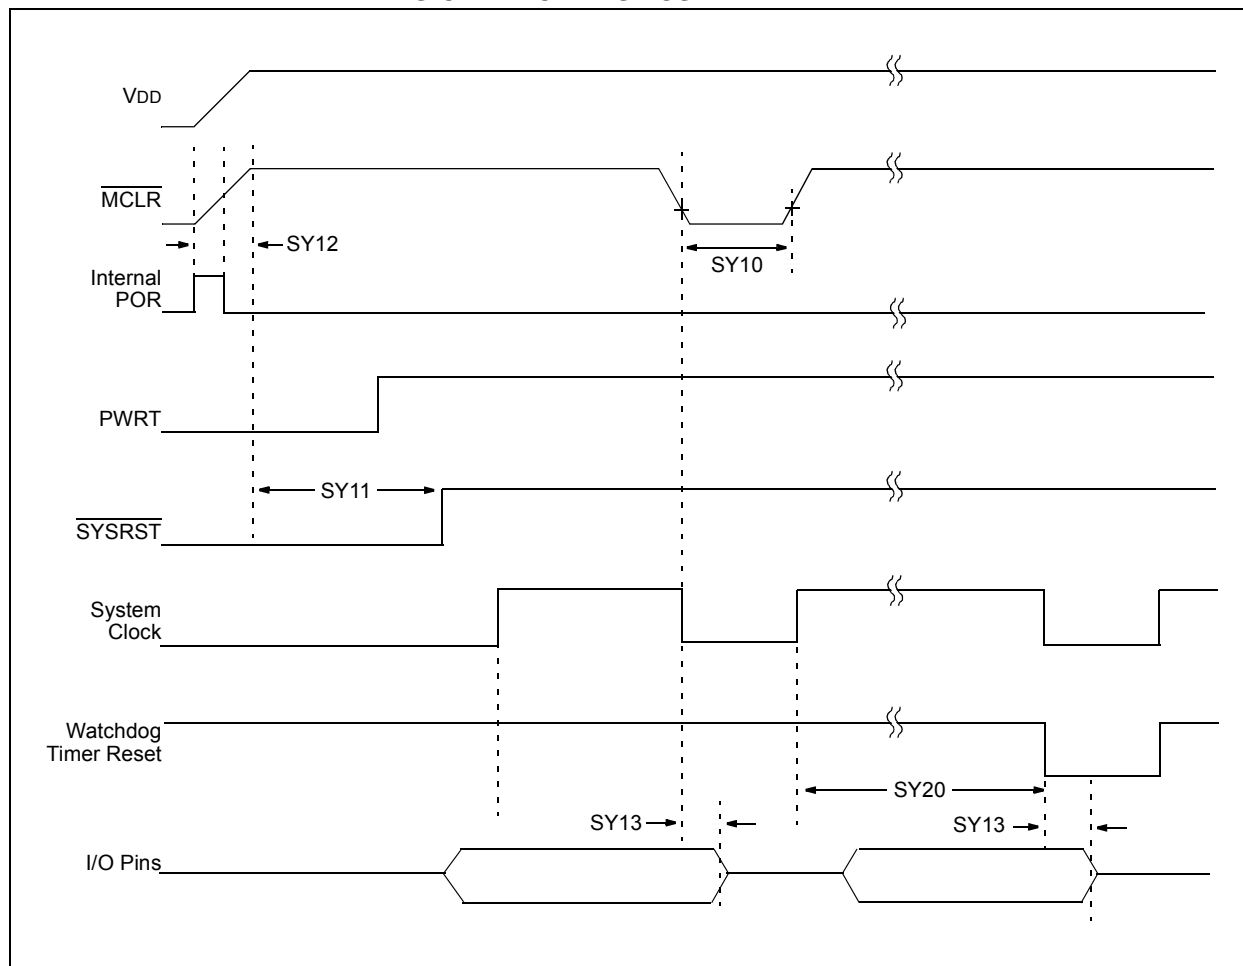 VDD
MCLR
SY12
SY10
Internal
POR
PWRT
SY11
SYSRST
System
Clock
Watchdog
Timer Reset
SY20
SY13
SY13
I/O Pins